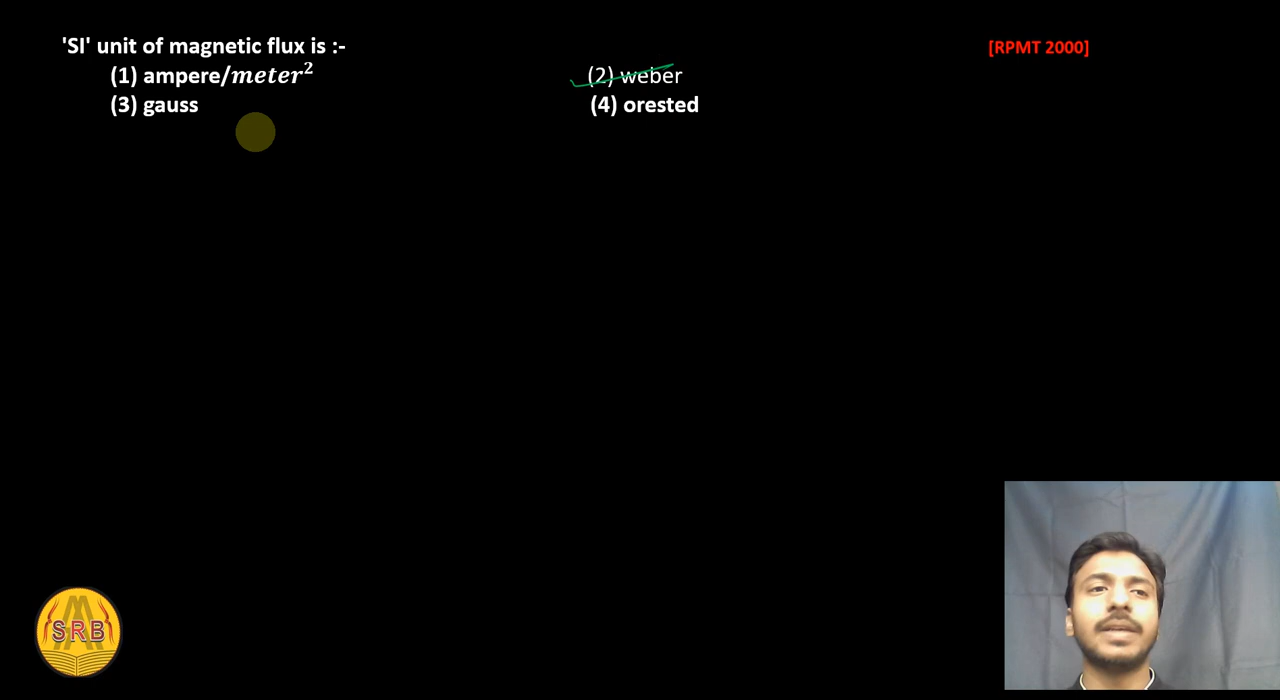 'SI' unit of magnetic flux is :- [RPMT 2000]
(1) ampere/meter² (2) weber
(3) gauss (4) orested
SRB